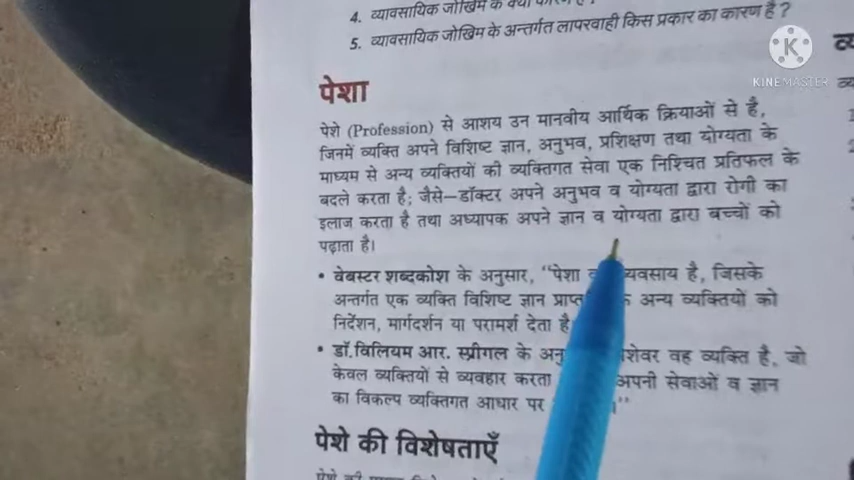 4. व्यावसायिक जोखिम के क्या कारण हैं?
5. व्यावसायिक जोखिम के अन्तर्गत लापरवाही किस प्रकार का कारण है?
K
KINEMASTER
पेशा
पेशे (Profession) से आशय उन मानवीय आर्थिक क्रियाओं से है,
जिनमें व्यक्ति अपने विशिष्ट ज्ञान, अनुभव, प्रशिक्षण तथा योग्यता के
माध्यम से अन्य व्यक्तियों की व्यक्तिगत सेवा एक निश्चित प्रतिफल के
बदले करता है; जैसे—डॉक्टर अपने अनुभव व योग्यता द्वारा रोगी का
इलाज करता है तथा अध्यापक अपने ज्ञान व योग्यता द्वारा बच्चों को
पढ़ाता है।
• वेबस्टर शब्दकोश के अनुसार, “पेशा व्यवसाय है, जिसके
अन्तर्गत एक व्यक्ति विशिष्ट ज्ञान अन्य व्यक्तियों को
निर्देशन, मार्गदर्शन या परामर्श देता है
• डॉ. विलियम आर. स्प्रीगल के वह व्यक्ति है, जो
केवल व्यक्तियों से व्यवहार करता अपनी सेवाओं व ज्ञान
का विकल्प व्यक्तिगत आधार पर ”
पेशे की विशेषताएँ